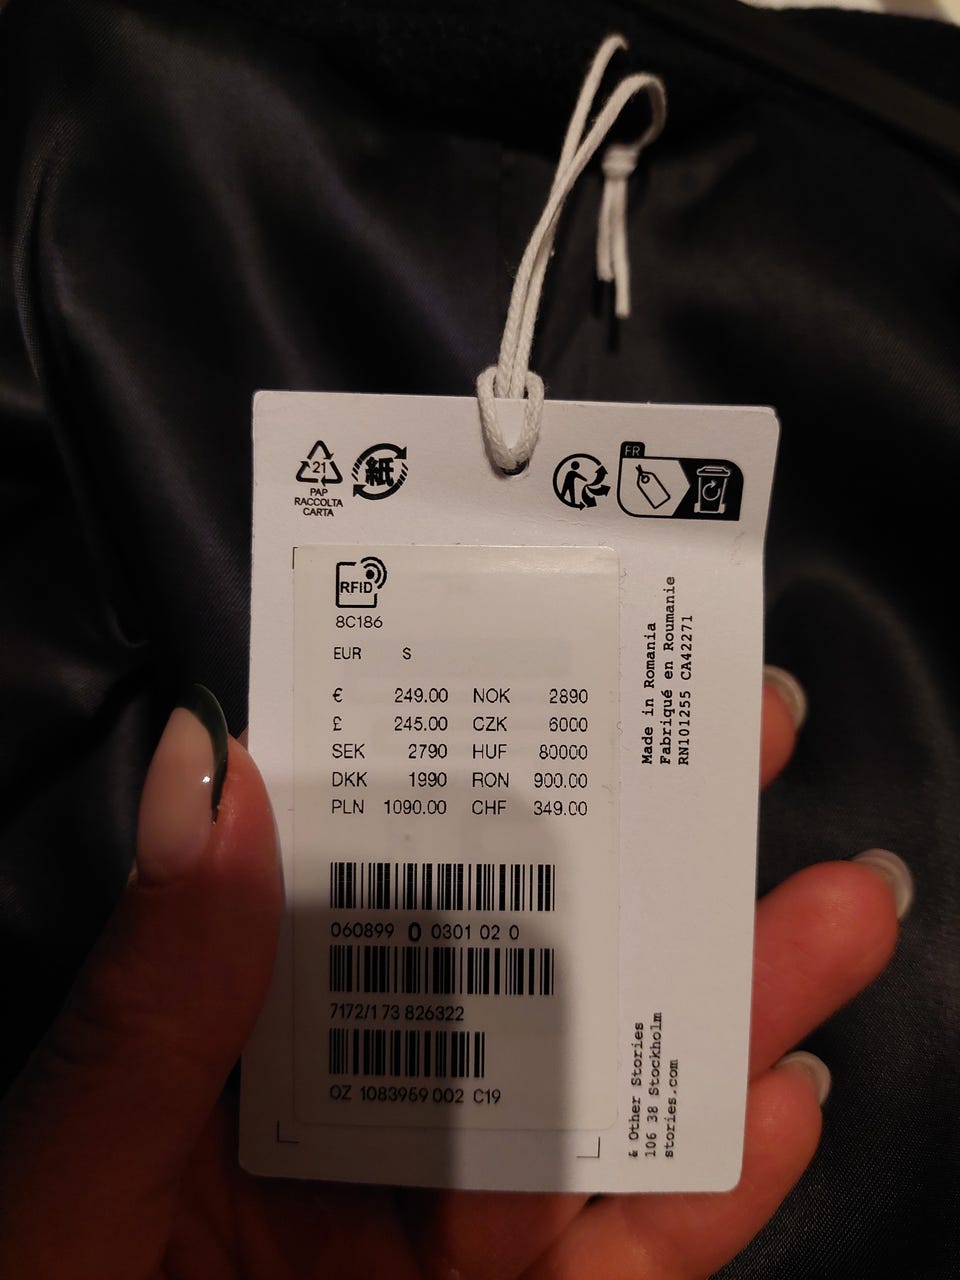 21
PAP
RACCOLTA
CARTA
紙
FR
RFID
8C186
EUR S
€ 249.00 NOK 2890
£ 245.00 CZK 6000
SEK 2790 HUF 80000
DKK 1990 RON 900.00
PLN 1090.00 CHF 349.00
060899 0 0301 02 0
7172/1 73 826322
OZ 1083959 002 C19
Made in Romania
Fabriqué en Roumanie
RN101255 CA42271
& Other Stories
106 38 Stockholm
stories.com